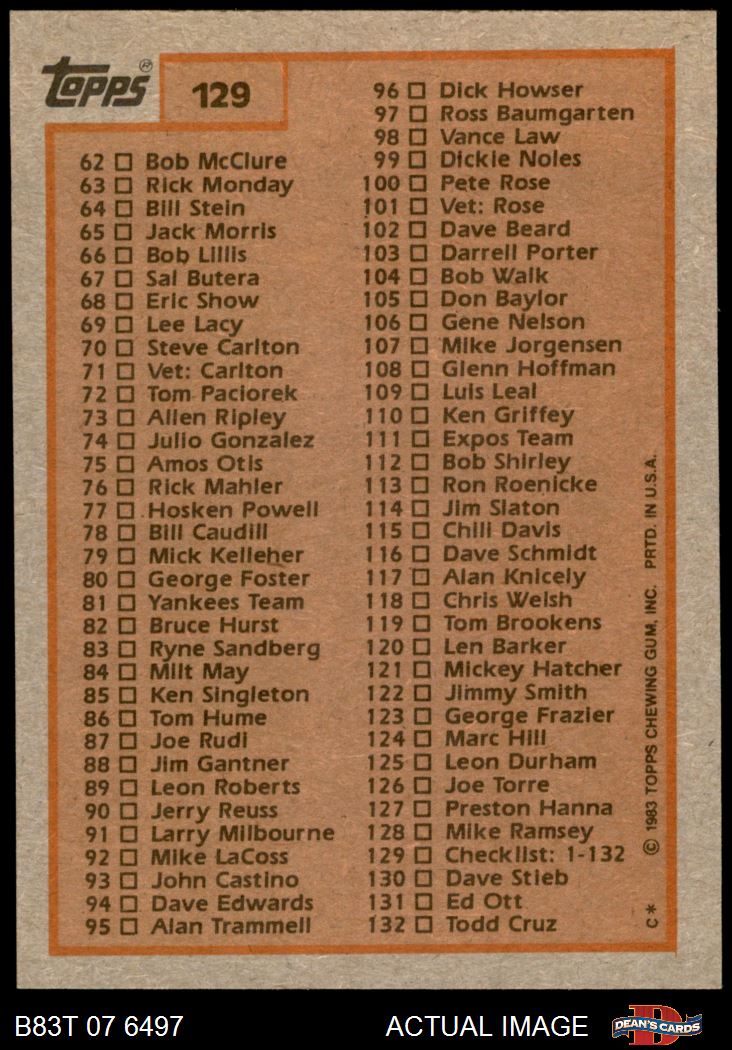 Topps®
129
62 Bob McClure
63 Rick Monday
64 Bill Stein
65 Jack Morris
66 Bob Lillis
67 Sal Butera
68 Eric Show
69 Lee Lacy
70 Steve Carlton
71 Vet: Carlton
72 Tom Paciorek
73 Allen Ripley
74 Julio Gonzalez
75 Amos Otis
76 Rick Mahler
77 Hosken Powell
78 Bill Caudill
79 Mick Kelleher
80 George Foster
81 Yankees Team
82 Bruce Hurst
83 Ryne Sandberg
84 Milt May
85 Ken Singleton
86 Tom Hume
87 Joe Rudi
88 Jim Gantner
89 Leon Roberts
90 Jerry Reuss
91 Larry Milbourne
92 Mike LaCoss
93 John Castino
94 Dave Edwards
95 Alan Trammell
96 Dick Howser
97 Ross Baumgarten
98 Vance Law
99 Dickie Noles
100 Pete Rose
101 Vet: Rose
102 Dave Beard
103 Darrell Porter
104 Bob Walk
105 Don Baylor
106 Gene Nelson
107 Mike Jorgensen
108 Glenn Hoffman
109 Luis Leal
110 Ken Griffey
111 Expos Team
112 Bob Shirley
113 Ron Roenicke
114 Jim Slaton
115 Chili Davis
116 Dave Schmidt
117 Alan Knicely
118 Chris Welsh
119 Tom Brookens
120 Len Barker
121 Mickey Hatcher
122 Jimmy Smith
123 George Frazier
124 Marc Hill
125 Leon Durham
126 Joe Torre
127 Preston Hanna
128 Mike Ramsey
129 Checklist: 1-132
130 Dave Stieb
131 Ed Ott
132 Todd Cruz
C* © 1983 TOPPS CHEWING GUM, INC. PRTD. IN U.S.A.
B83T 07 6497
ACTUAL IMAGE
DEAN'S CARDS